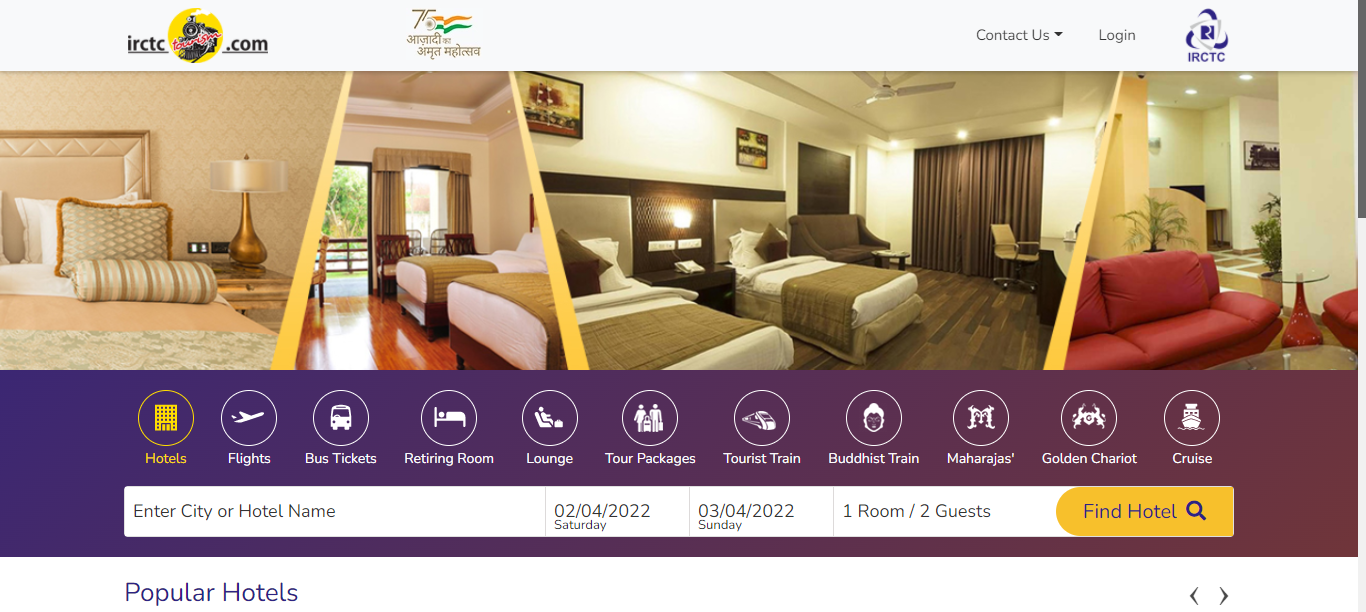 irctc tourism .com
75
आज़ादी का
अमृत महोत्सव
Contact Us
Login
IRCTC
Hotels
Flights
Bus Tickets
Retiring Room
Lounge
Tour Packages
Tourist Train
Buddhist Train
Maharajas'
Golden Chariot
Cruise
Enter City or Hotel Name
02/04/2022
Saturday
03/04/2022
Sunday
1 Room / 2 Guests
Find Hotel
Popular Hotels